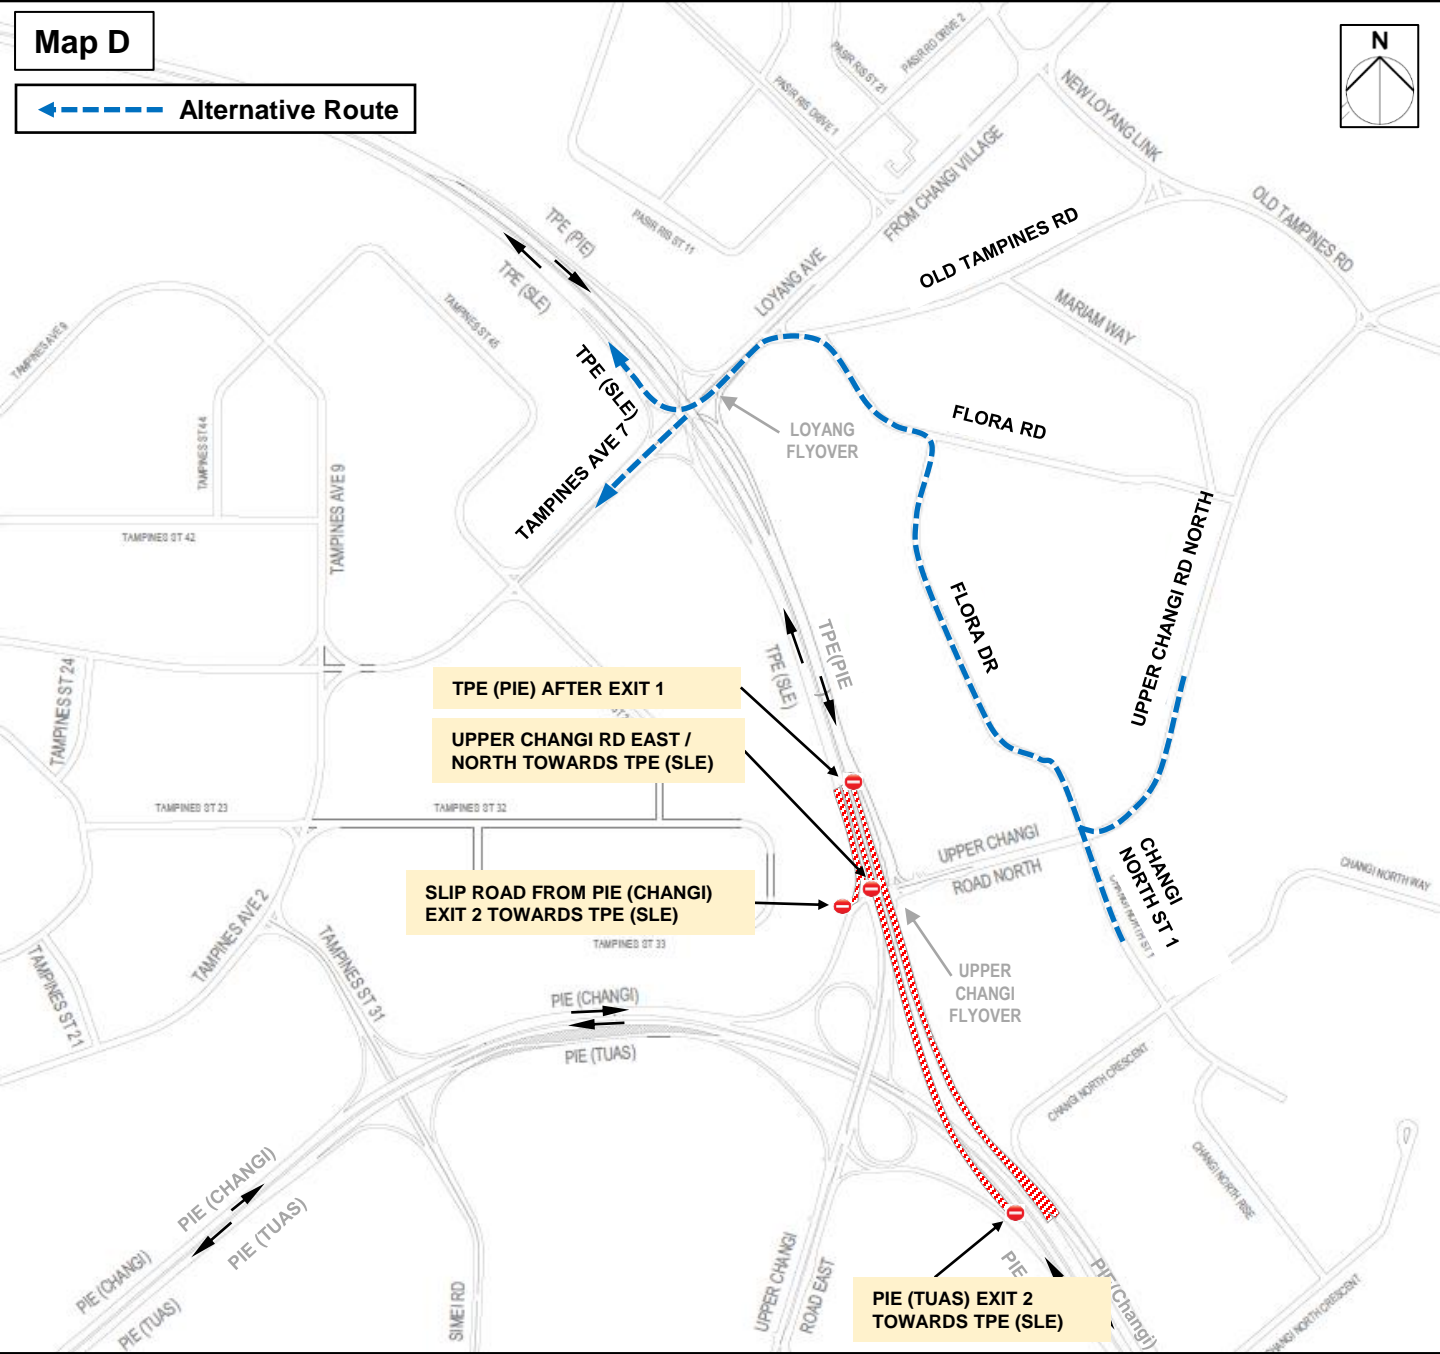 Map D
Alternative Route
N
PASIR RIS ST 21
PASIR RD DRIVE 2
PASIR RIS DRIVE 1
NEW LOYANG LINK
FROM CHANGI VILLAGE
OLD TAMPINES RD
OLD TAMPINES RD
PASIR RIS ST 11
TPE (PIE)
TPE (SLE)
LOYANG AVE
MARIAM WAY
TAMPINES AVE 9
TAMPINES ST 45
TPE (SLE)
TAMPINES AVE 7
LOYANG
FLYOVER
FLORA RD
TAMPINES ST 44
TAMPINES AVE 9
TAMPINES ST 42
UPPER CHANGI RD NORTH
FLORA DR
TPE(PIE
)
TPE (SLE)
TAMPINES ST 24
TPE (PIE) AFTER EXIT 1
UPPER CHANGI RD EAST /
NORTH TOWARDS TPE (SLE)
TAMPINES ST 23
TAMPINES ST 32
UPPER CHANGI
ROAD NORTH
CHANGI
NORTH ST 1
CHANGI NORTH WAY
SLIP ROAD FROM PIE (CHANGI)
EXIT 2 TOWARDS TPE (SLE)
TAMPINES ST 33
TAMPINES AVE 2
TAMPINES ST 31
TAMPINES ST 21
UPPER
CHANGI
FLYOVER
PIE (CHANGI)
PIE (TUAS)
CHANGI NORTH CRESCENT
CHANGI NORTH RISE
PIE (CHANGI)
PIE (TUAS)
PIE (CHANGI)
PIE (TUAS)
SIMEI RD
UPPER CHANGI
ROAD EAST
PIE
PIE(Changi)
PIE (TUAS) EXIT 2
TOWARDS TPE (SLE)
CHANGI NORTH CRESCENT